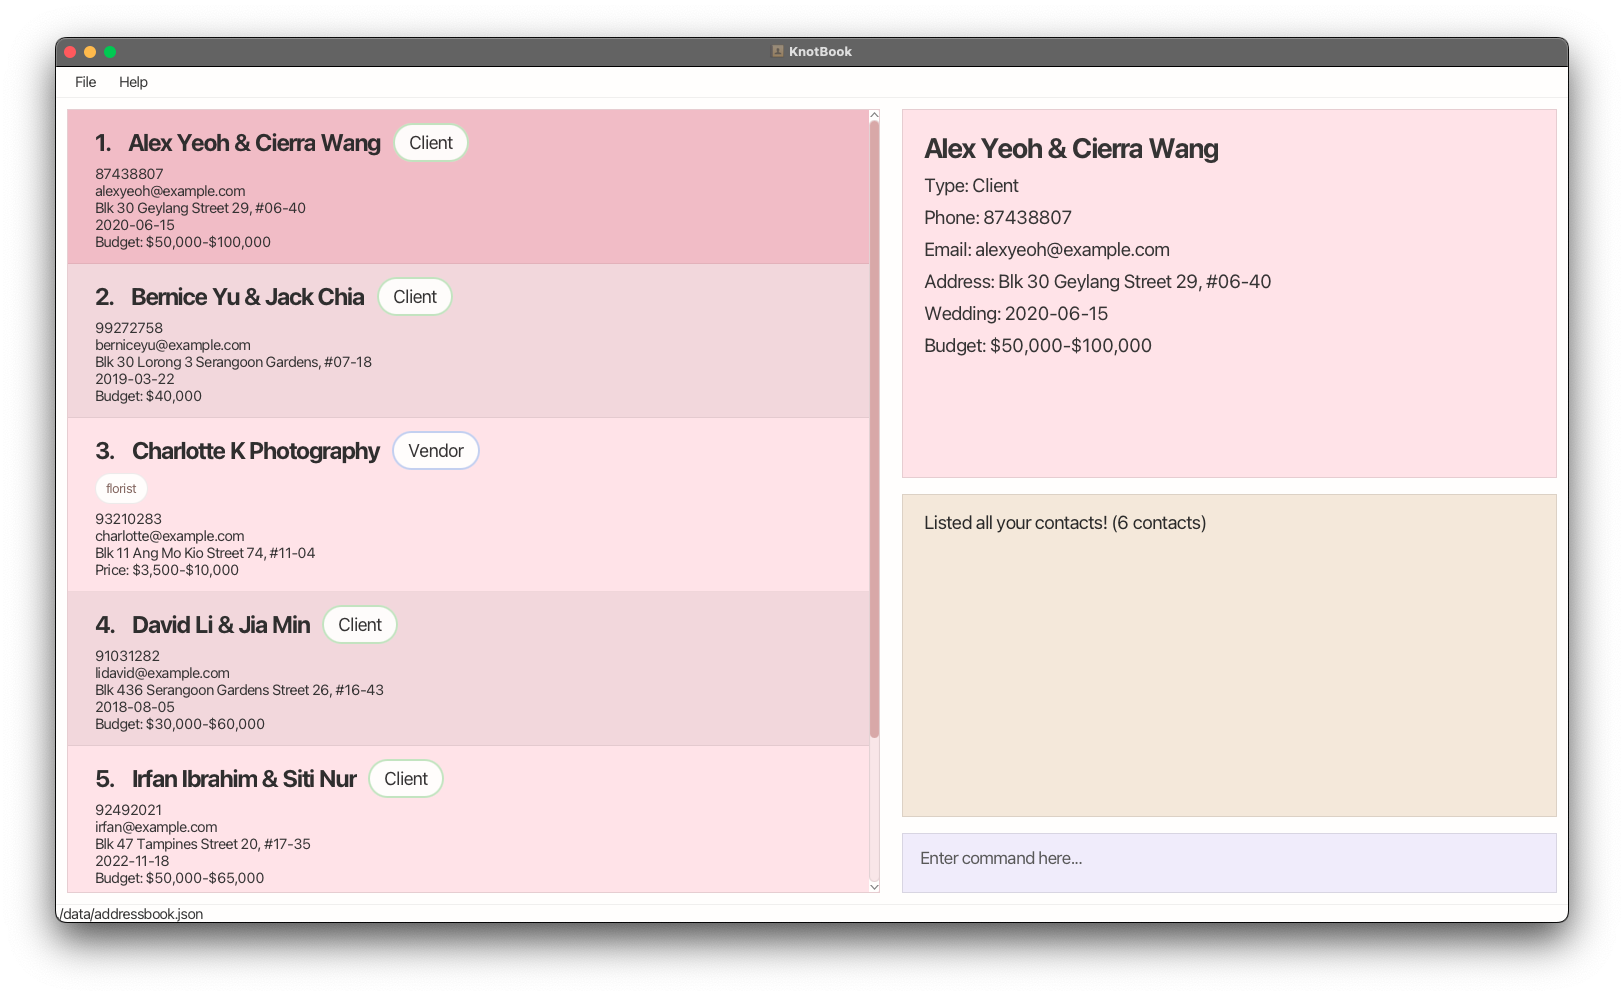 KnotBook
File Help
1. Alex Yeoh & Cierra Wang Client
87438807
alexyeoh@example.com
Blk 30 Geylang Street 29, #06-40
2020-06-15
Budget: $50,000-$100,000
2. Bernice Yu & Jack Chia Client
99272758
berniceyu@example.com
Blk 30 Lorong 3 Serangoon Gardens, #07-18
2019-03-22
Budget: $40,000
3. Charlotte K Photography Vendor
florist
93210283
charlotte@example.com
Blk 11 Ang Mo Kio Street 74, #11-04
Price: $3,500-$10,000
4. David Li & Jia Min Client
91031282
lidavid@example.com
Blk 436 Serangoon Gardens Street 26, #16-43
2018-08-05
Budget: $30,000-$60,000
5. Irfan Ibrahim & Siti Nur Client
92492021
irfan@example.com
Blk 47 Tampines Street 20, #17-35
2022-11-18
Budget: $50,000-$65,000
Alex Yeoh & Cierra Wang
Type: Client
Phone: 87438807
Email: alexyeoh@example.com
Address: Blk 30 Geylang Street 29, #06-40
Wedding: 2020-06-15
Budget: $50,000-$100,000
Listed all your contacts! (6 contacts)
Enter command here...
/data/addressbook.json